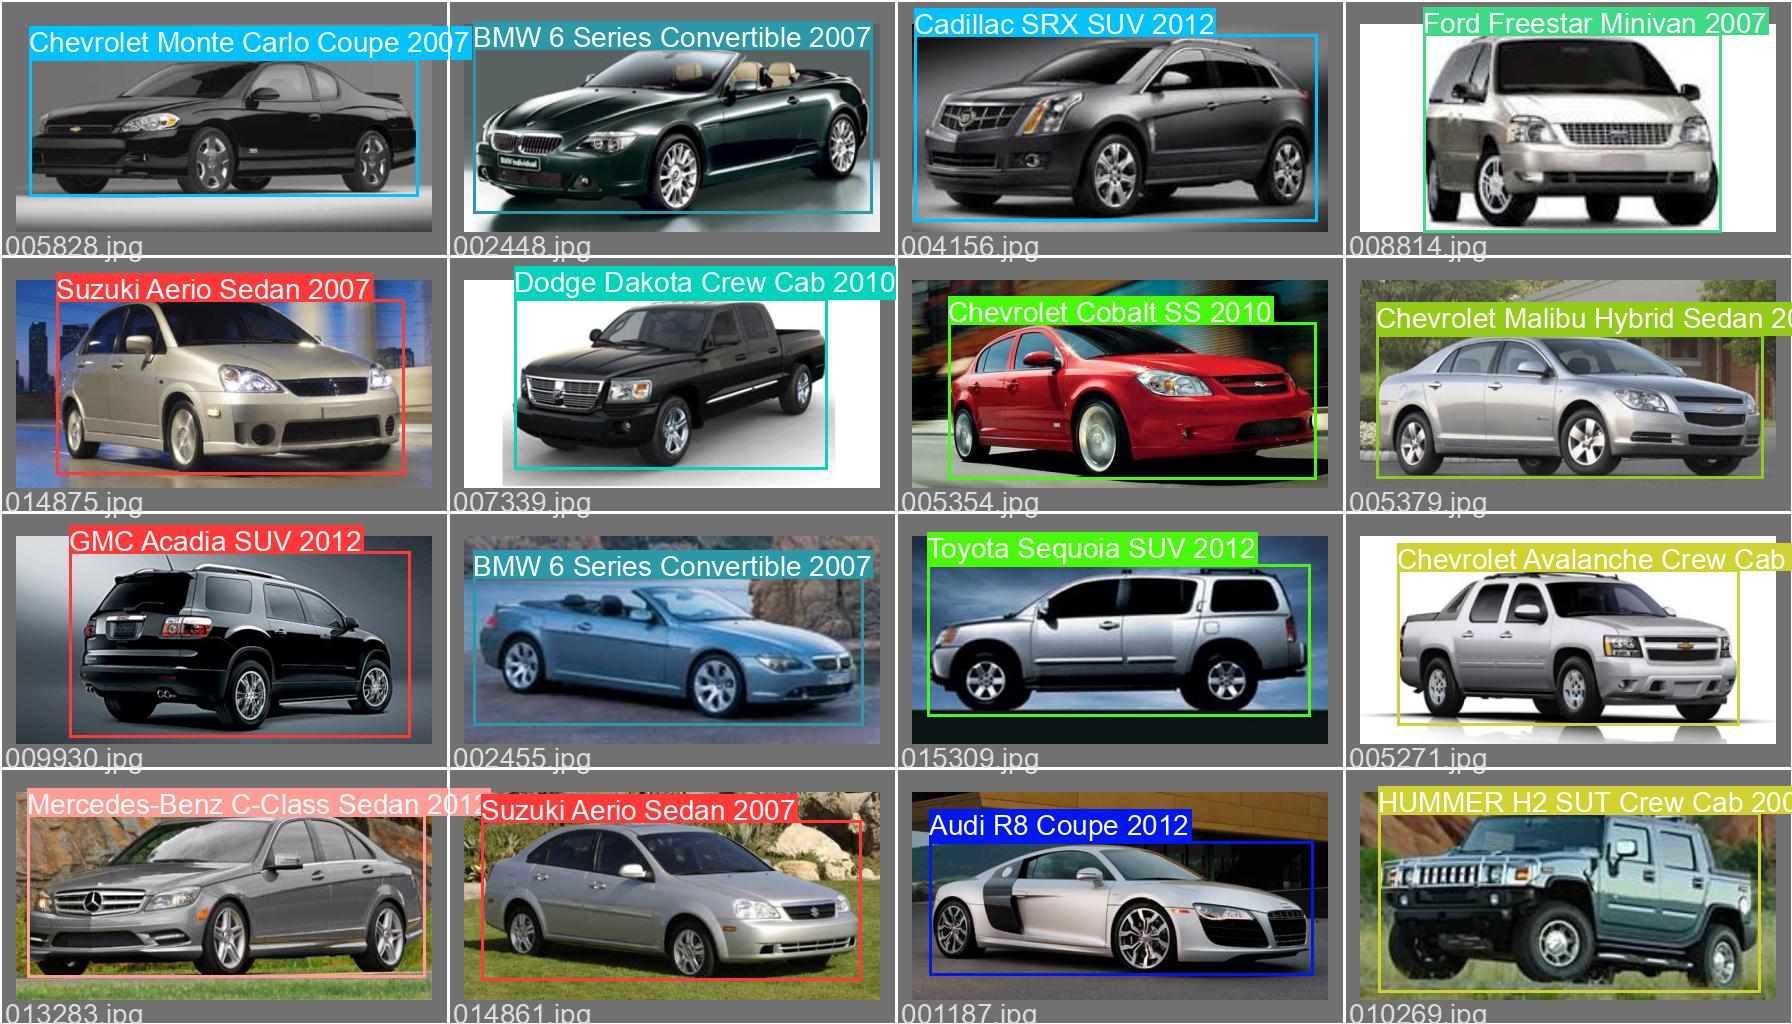 Chevrolet Monte Carlo Coupe 2007
BMW 6 Series Convertible 2007
Cadillac SRX SUV 2012
Ford Freestar Minivan 2007
BMW Individual
005828.jpg
002448.jpg
004156.jpg
008814.jpg
Suzuki Aerio Sedan 2007
Dodge Dakota Crew Cab 2010
Chevrolet Cobalt SS 2010
Chevrolet Malibu Hybrid Sedan 20
014875.jpg
007339.jpg
005354.jpg
005379.jpg
GMC Acadia SUV 2012
BMW 6 Series Convertible 2007
Toyota Sequoia SUV 2012
Chevrolet Avalanche Crew Cab
009930.jpg
002455.jpg
015309.jpg
005271.jpg
Mercedes-Benz C-Class Sedan 2012
Suzuki Aerio Sedan 2007
Audi R8 Coupe 2012
HUMMER H2 SUT Crew Cab 200
013283.jpg
014861.jpg
001187.jpg
010269.jpg